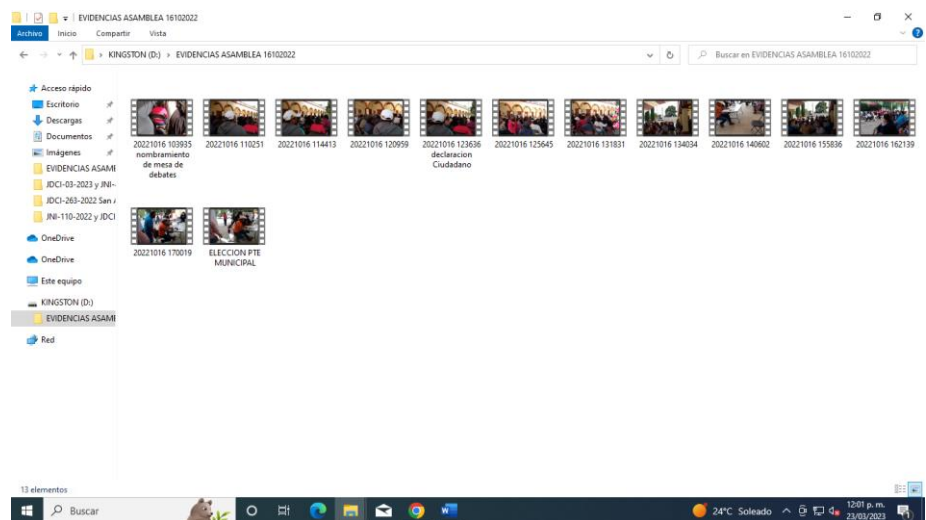 EVIDENCIAS ASAMBLEA 16102022
Archivo Inicio Compartir Vista
KINGSTON (D:) › EVIDENCIAS ASAMBLEA 16102022
Buscar en EVIDENCIAS ASAMBLEA 16102022
Acceso rápido
Escritorio
Descargas
Documentos
Imágenes
EVIDENCIAS ASAME
JDCI-03-2023 y JNI-
JDCI-263-2022 San
JNI-110-2022 y JDCI
OneDrive
OneDrive
Este equipo
KINGSTON (D:)
EVIDENCIAS ASAME
Red
20221016 103935
nombramiento
de mesa de
debates
20221016 110251
20221016 114413
20221016 120959
20221016 123636
declaracion
Ciudadano
20221016 125645
20221016 131831
20221016 134034
20221016 140602
20221016 155836
20221016 162139
20221016 170019
ELECCION PTE
MUNICIPAL
13 elementos
Buscar
24°C Soleado
12:01 p. m.
23/03/2023